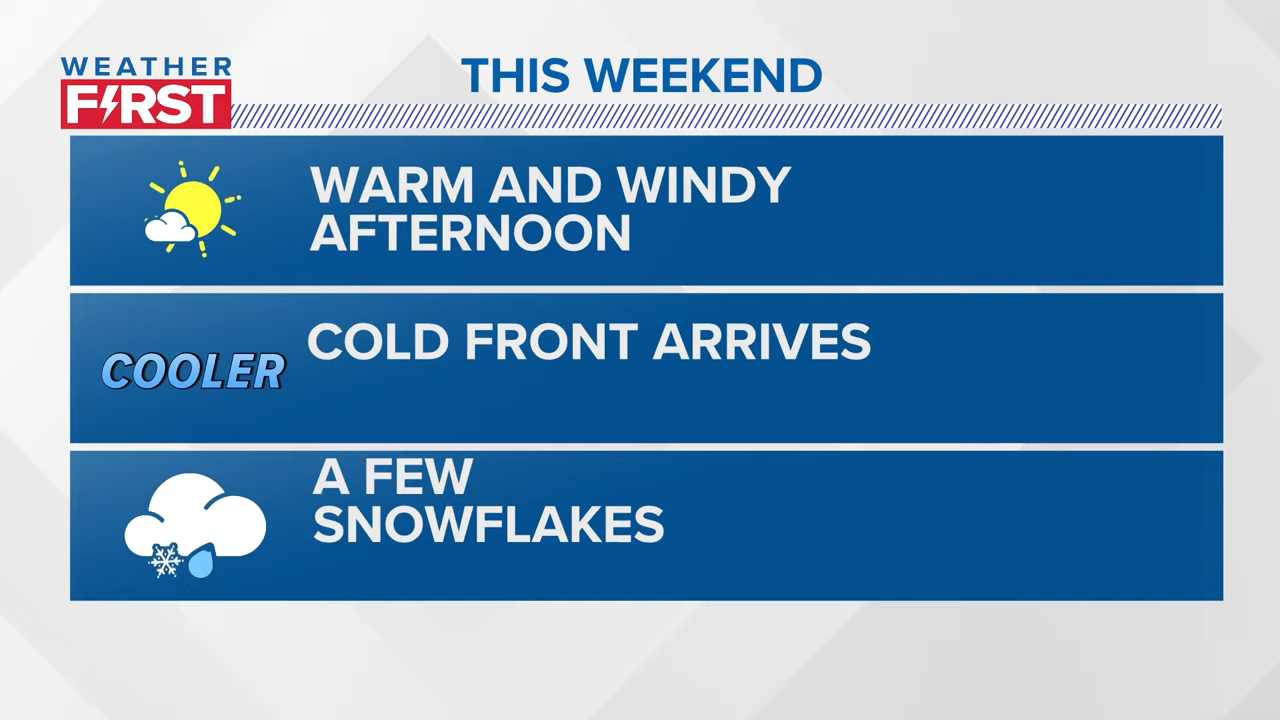 WEATHER
FIRST
THIS WEEKEND
WARM AND WINDY
AFTERNOON
COOLER
COLD FRONT ARRIVES
A FEW
SNOWFLAKES